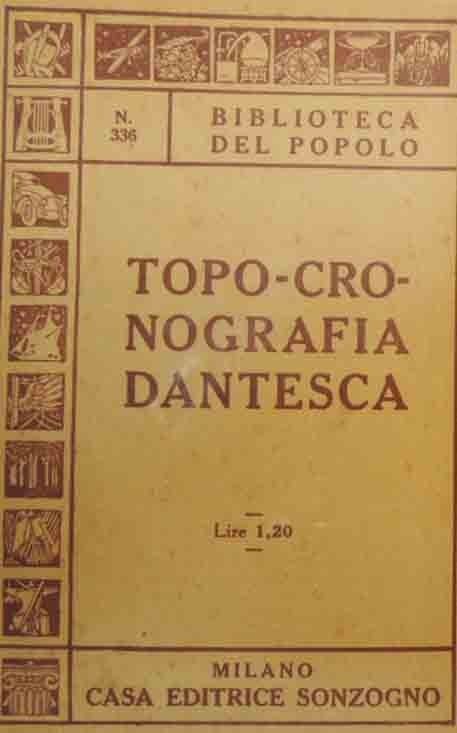 N.
336
BIBLIOTECA
DEL POPOLO
TOPO-CRO-
NOGRAFIA
DANTESCA
Lire 1,20
MILANO
CASA EDITRICE SONZOGNO